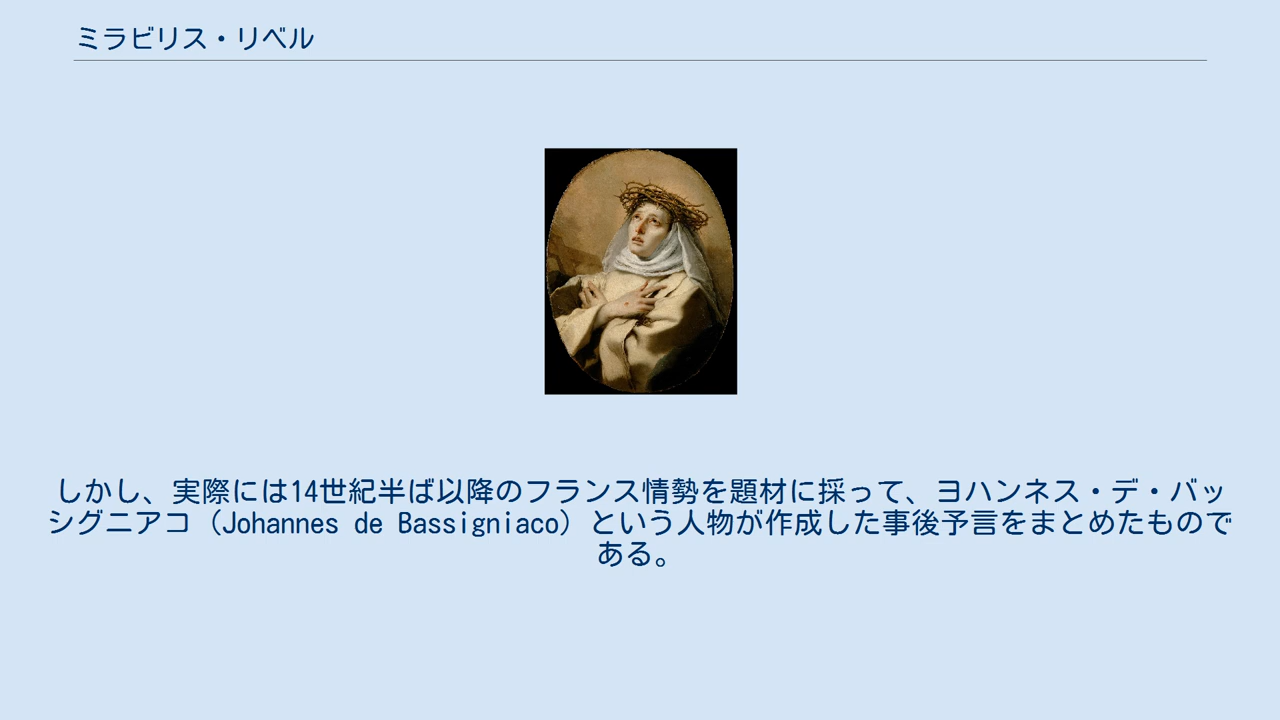 ミラビリス・リベル
しかし、実際には14世紀半ば以降のフランス情勢を題材に採って、ヨハンネス・デ・バッ
シグニアコ（Johannes de Bassigniaco）という人物が作成した事後予言をまとめたもので
ある。